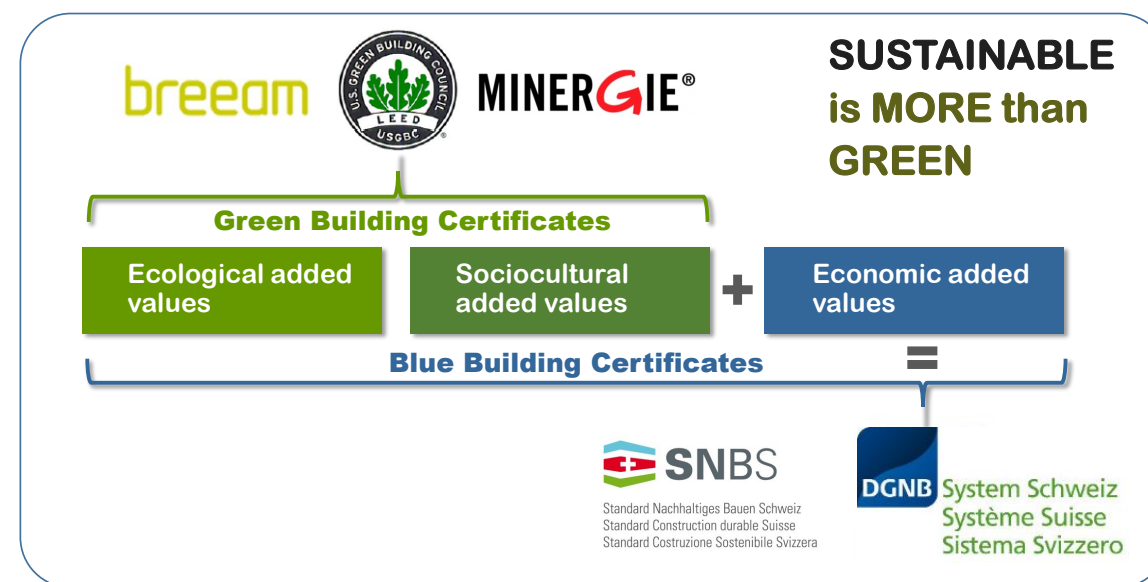 breeam
U.S. GREEN BUILDING COUNCIL
LEED
USGBC
MINERGIE®
SUSTAINABLE
is MORE than
GREEN
Green Building Certificates
Ecological added
values
Sociocultural
added values
+
Economic added
values
Blue Building Certificates
=
SNBS
Standard Nachhaltiges Bauen Schweiz
Standard Construction durable Suisse
Standard Costruzione Sostenibile Svizzera
DGNB
System Schweiz
Système Suisse
Sistema Svizzero